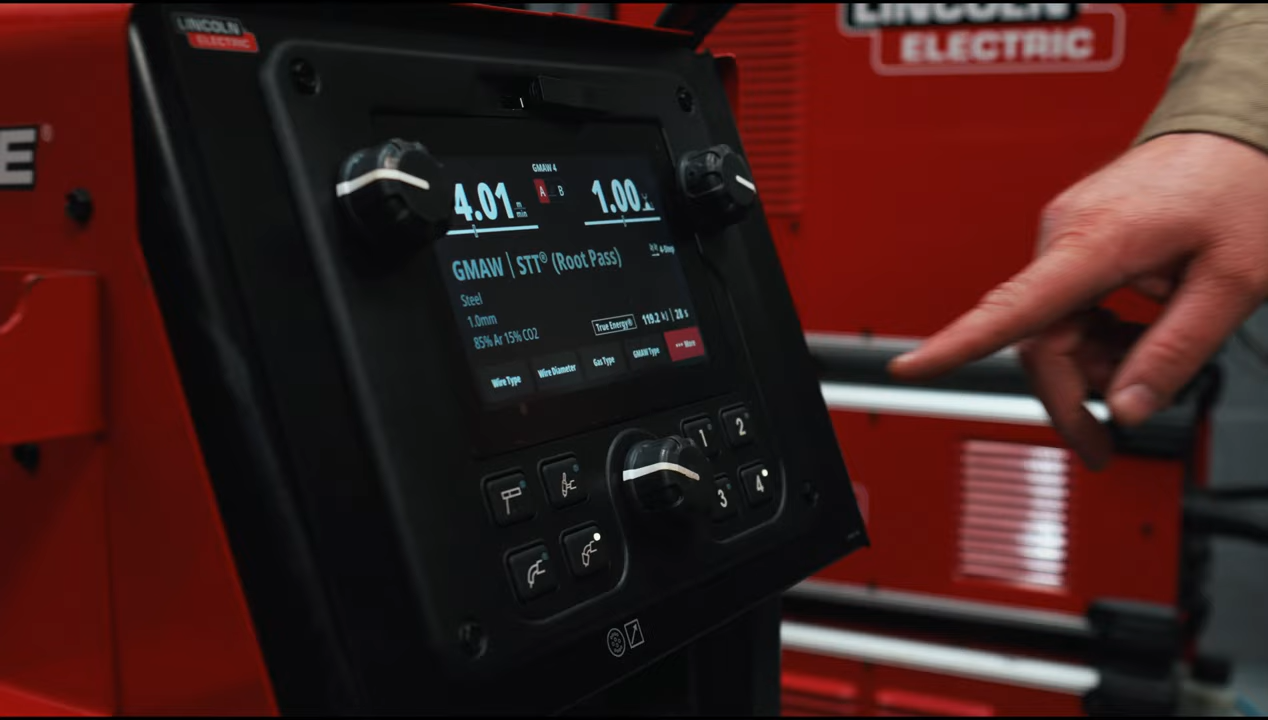 LINCOLN
ELECTRIC
LINCOLN
ELECTRIC
E
GMAW 4
4.01 m/min
A B
1.00
GMAW | STT® (Root Pass)
4-Step
Steel
1.0mm
85% Ar 15% CO2
True Energy® 119.2 kJ | 28 s
Wire Type
Wire Diameter
Gas Type
GMAW Type
••• More
1
2
3
4